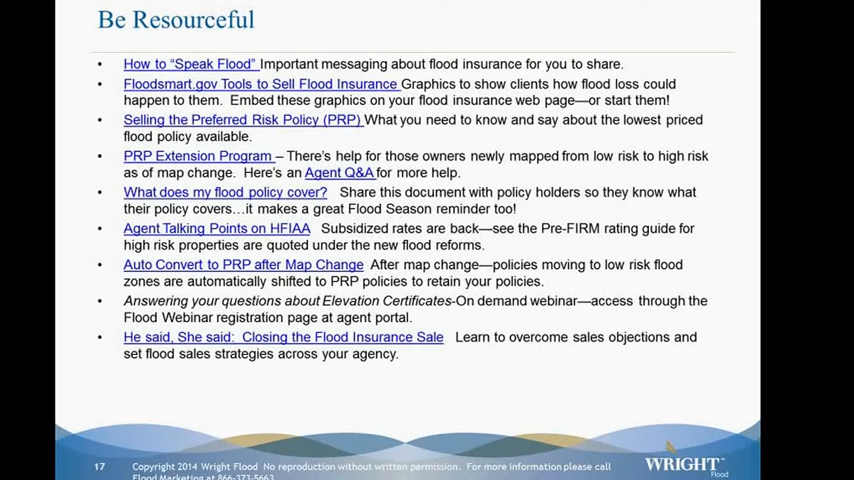 Be Resourceful
• How to “Speak Flood” Important messaging about flood insurance for you to share.
• Floodsmart.gov Tools to Sell Flood Insurance Graphics to show clients how flood loss could
happen to them. Embed these graphics on your flood insurance web page—or start them!
• Selling the Preferred Risk Policy (PRP) What you need to know and say about the lowest priced
flood policy available.
• PRP Extension Program – There’s help for those owners newly mapped from low risk to high risk
as of map change. Here’s an Agent Q&A for more help.
• What does my flood policy cover? Share this document with policy holders so they know what
their policy covers…it makes a great Flood Season reminder too!
• Agent Talking Points on HFIAA Subsidized rates are back—see the Pre-FIRM rating guide for
high risk properties are quoted under the new flood reforms.
• Auto Convert to PRP after Map Change After map change—policies moving to low risk flood
zones are automatically shifted to PRP policies to retain your policies.
• Answering your questions about Elevation Certificates-On demand webinar—access through the
Flood Webinar registration page at agent portal.
• He said, She said: Closing the Flood Insurance Sale Learn to overcome sales objections and
set flood sales strategies across your agency.
17 Copyright 2014 Wright Flood No reproduction without written permission. For more information please call
Flood Marketing at 866-373-5663
WRIGHT™
Flood